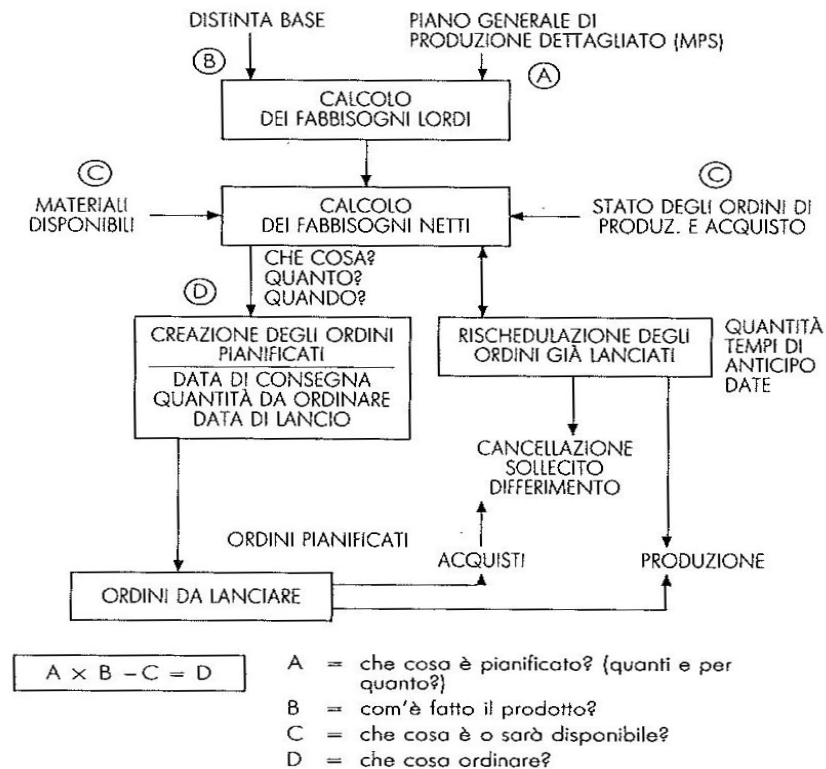 DISTINTA BASE
PIANO GENERALE DI
PRODUZIONE DETTAGLIATO (MPS)
B
A
CALCOLO
DEI FABBISOGNI LORDI
C
C
MATERIALI
DISPONIBILI
CALCOLO
DEI FABBISOGNI NETTI
STATO DEGLI ORDINI DI
PRODUZ. E ACQUISTO
CHE COSA?
QUANTO?
QUANDO?
D
CREAZIONE DEGLI ORDINI
PIANIFICATI
DATA DI CONSEGNA
QUANTITÀ DA ORDINARE
DATA DI LANCIO
RISCHEDULAZIONE DEGLI
ORDINI GIÀ LANCIATI
QUANTITÀ
TEMPI DI
ANTICIPO
DATE
CANCELLAZIONE
SOLLECITO
DIFFERIMENTO
ORDINI PIANIFICATI
ACQUISTI
PRODUZIONE
ORDINI DA LANCIARE
A × B – C = D
A = che cosa è pianificato? (quanti e per
quanto?)
B = com'è fatto il prodotto?
C = che cosa è o sarà disponibile?
D = che cosa ordinare?